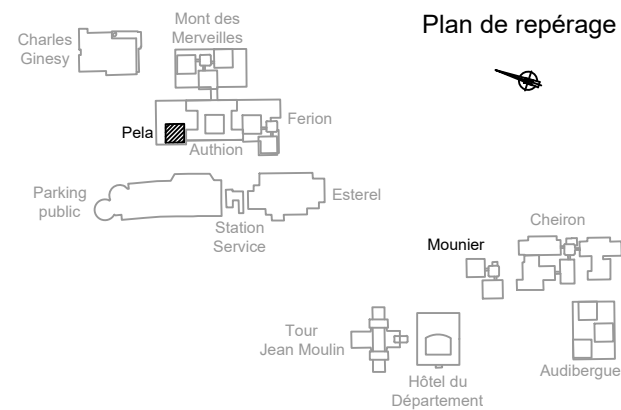 Plan de repérage
Mont des
Merveilles
Charles
Ginesy
Ferion
Pela
Authion
Parking
public
Esterel
Station
Service
Cheiron
Mounier
Tour
Jean Moulin
Hôtel du
Département
Audibergue